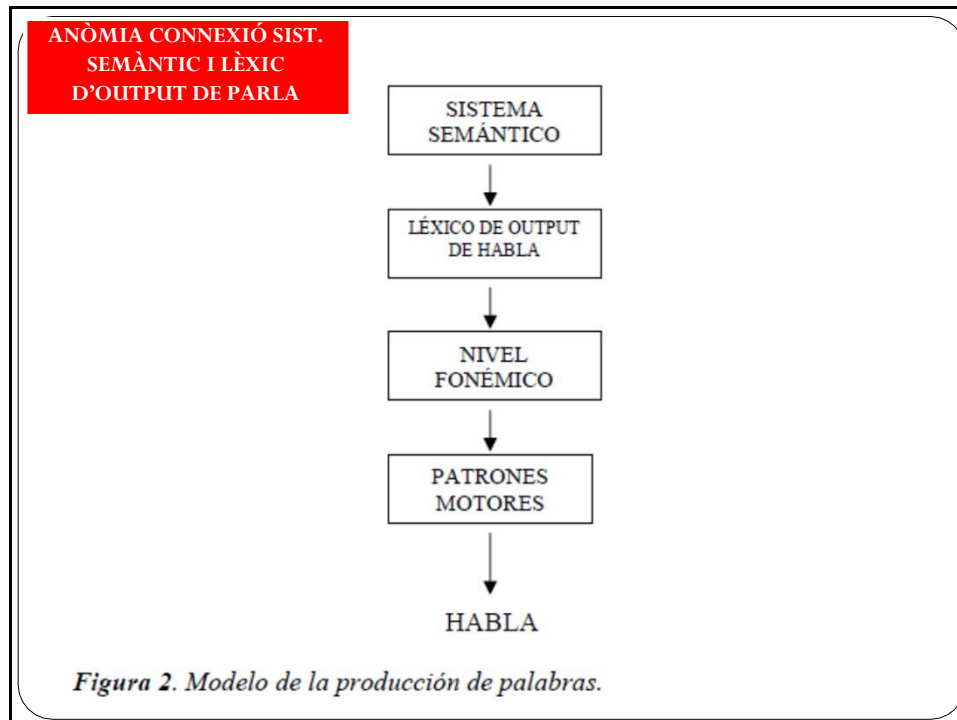 ANÒMIA CONNEXIÓ SIST.
SEMÀNTIC I LÈXIC
D’OUTPUT DE PARLA
SISTEMA
SEMÁNTICO
LÉXICO DE OUTPUT
DE HABLA
NIVEL
FONÉMICO
PATRONES
MOTORES
HABLA
Figura 2. Modelo de la producción de palabras.